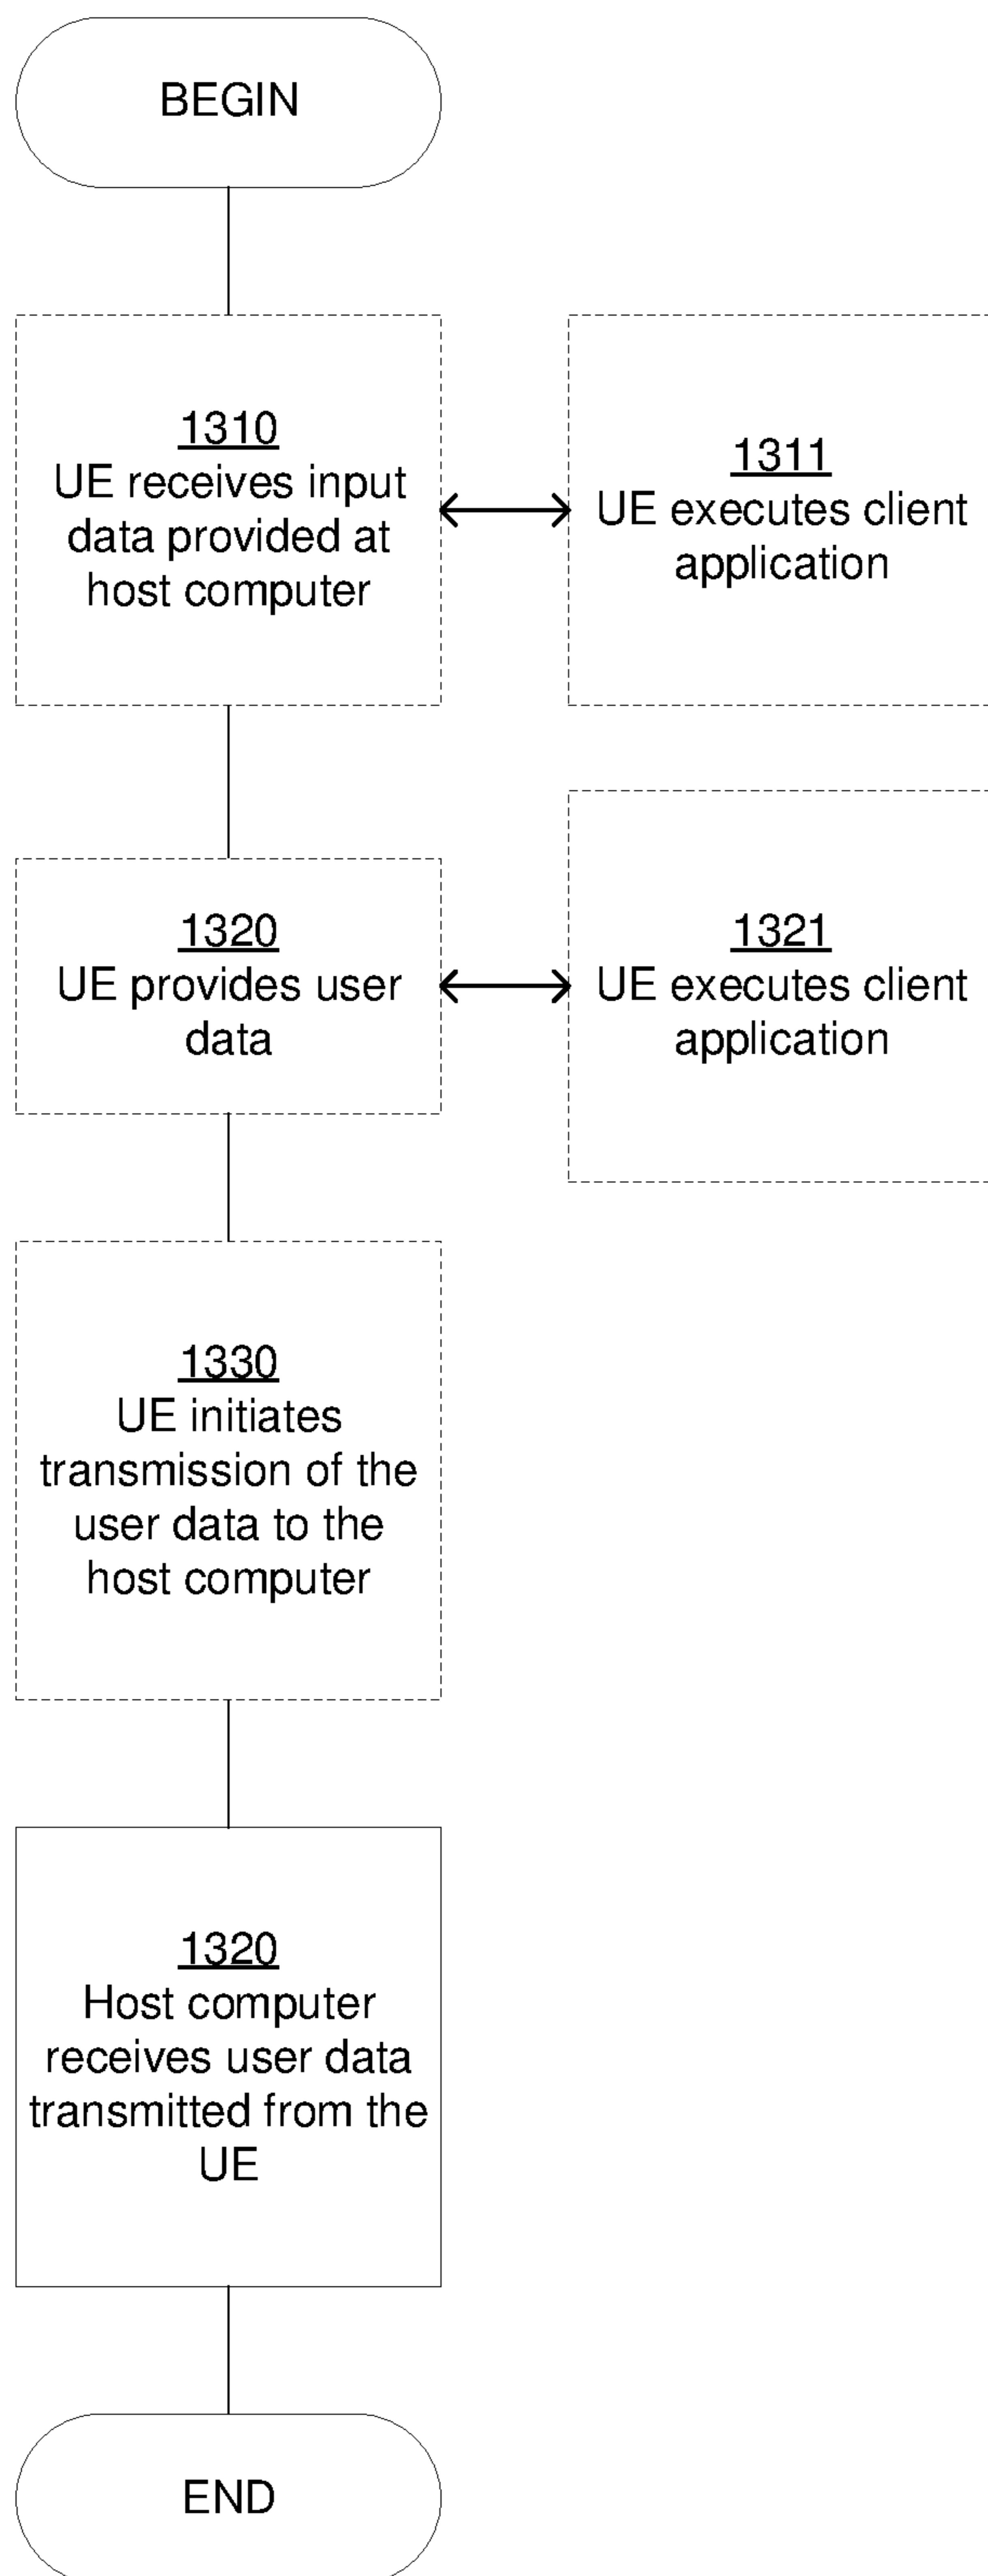 BEGIN
1310
UE receives input
data provided at
host computer
1311
UE executes client
application
1320
UE provides user
data
1321
UE executes client
application
1330
UE initiates
transmission of the
user data to the
host computer
1320
Host computer
receives user data
transmitted from the
UE
END